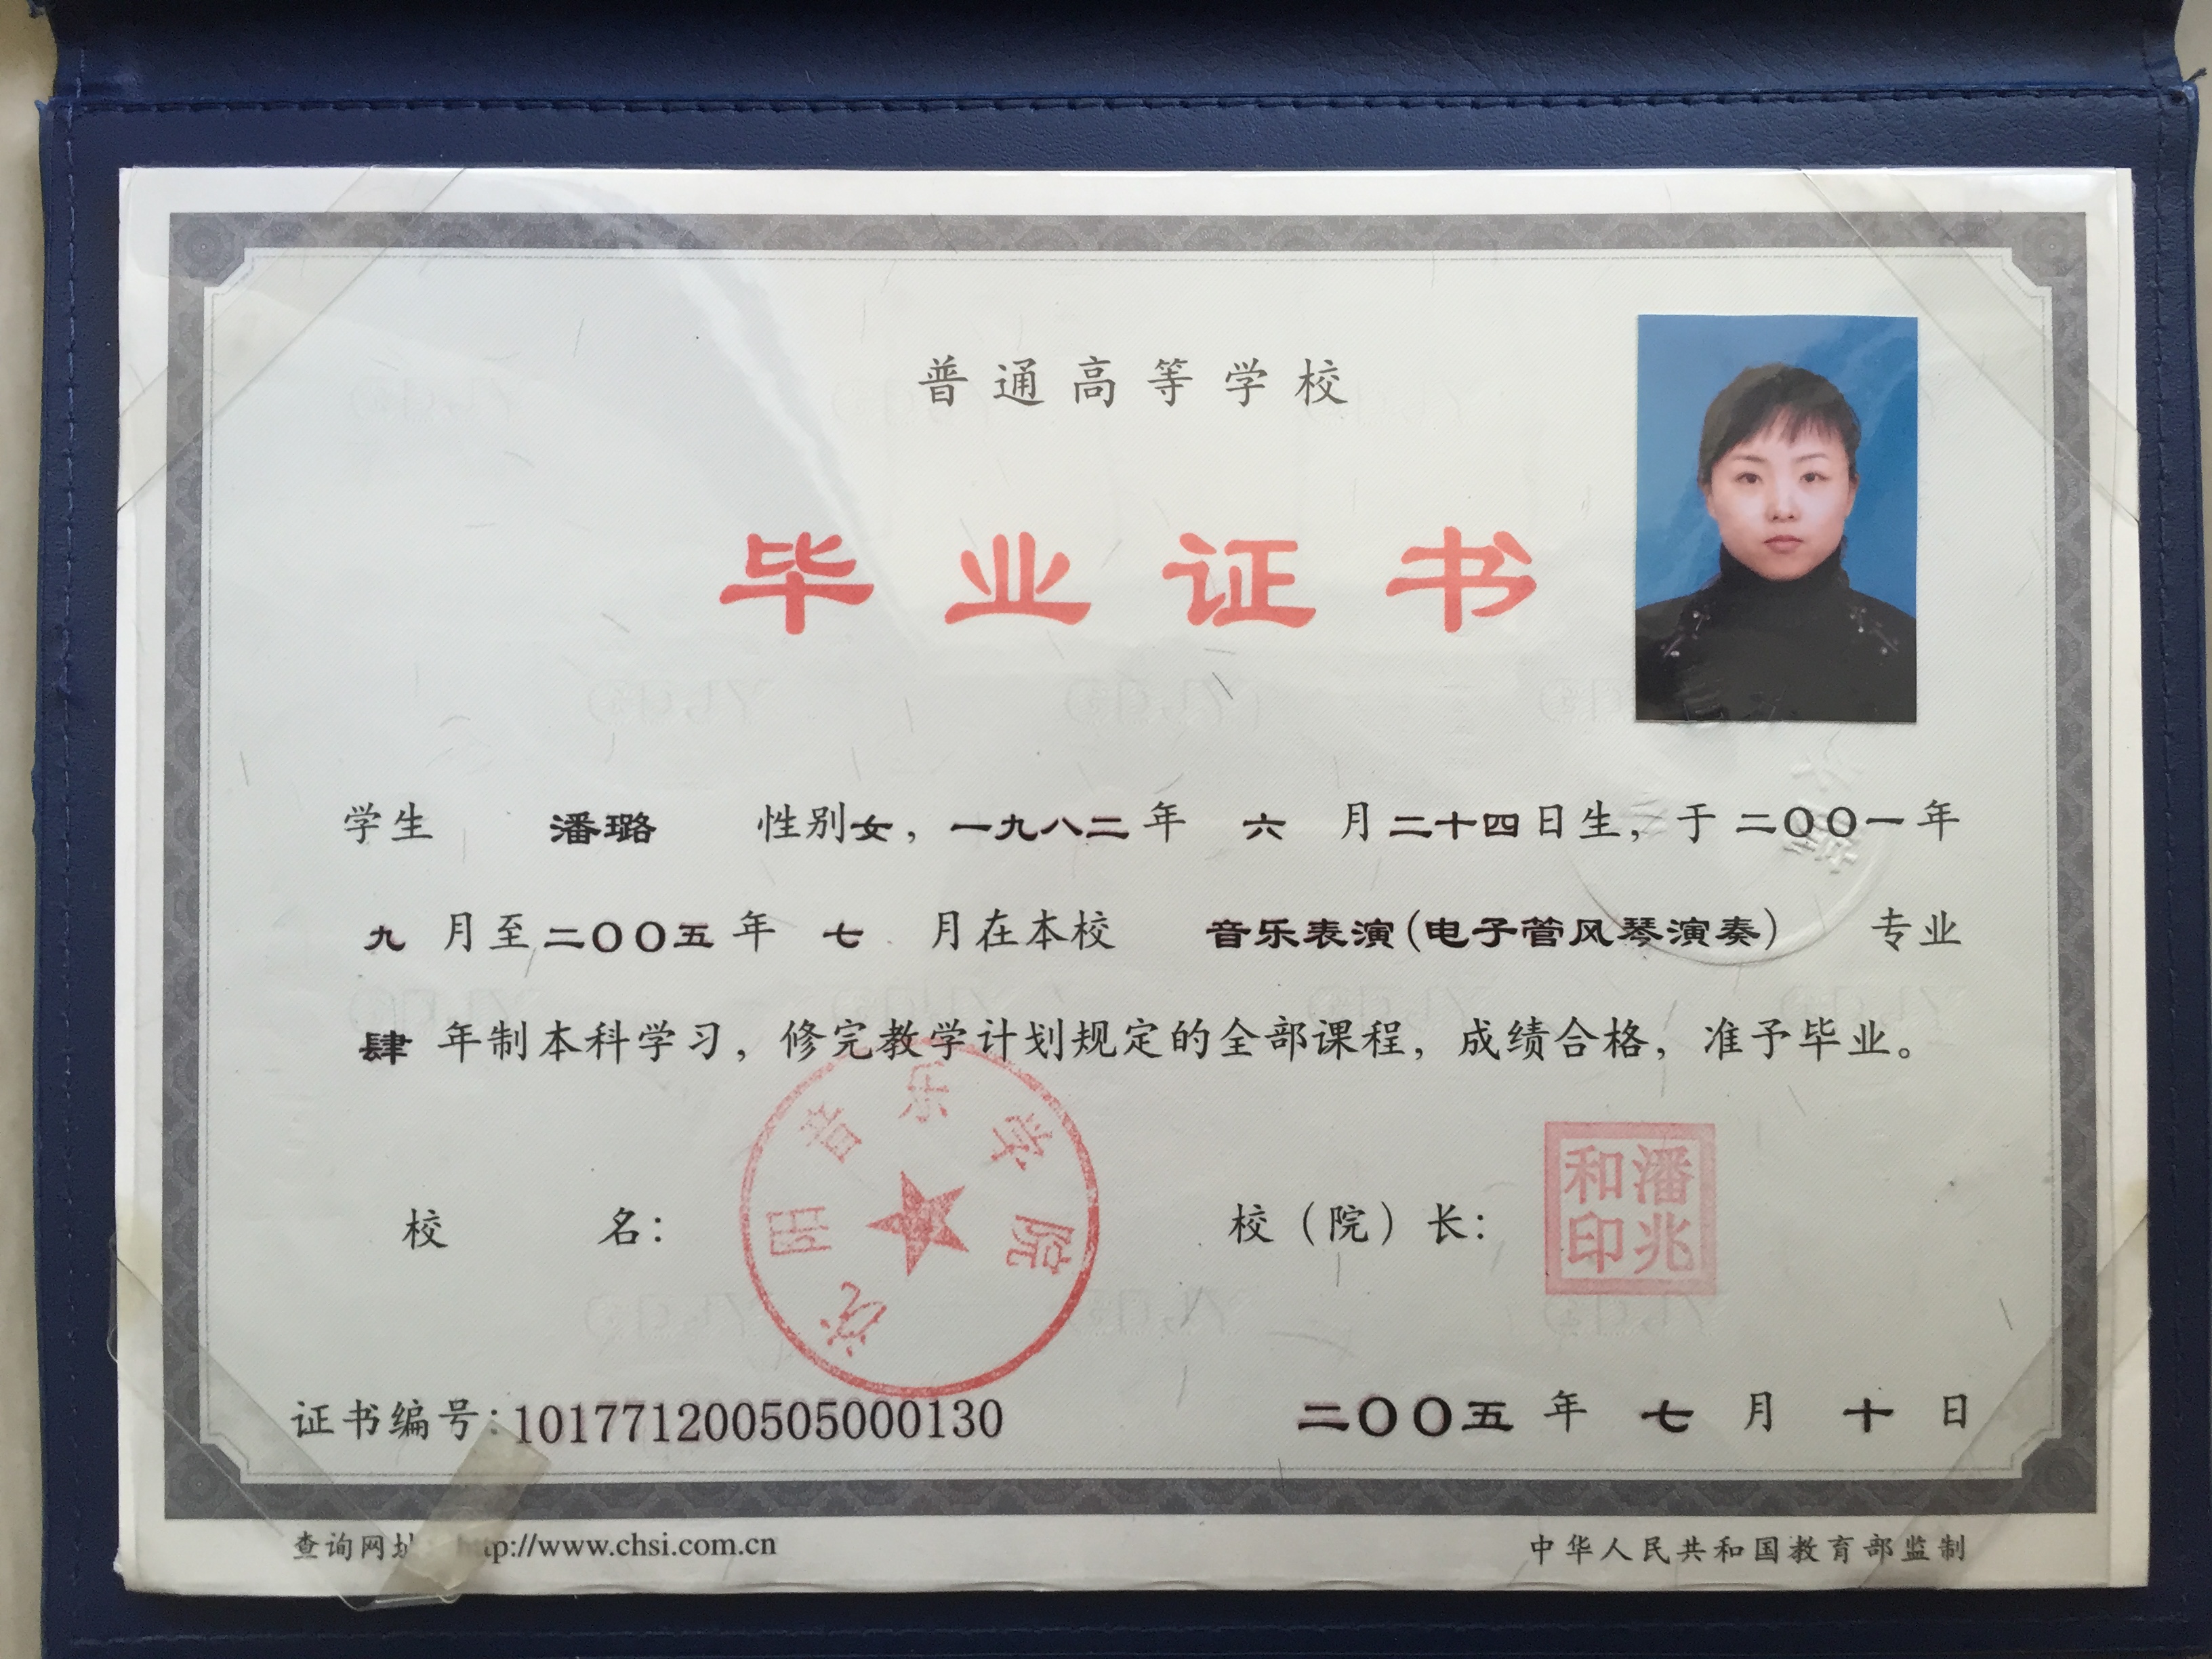 普通高等学校
毕业证书
学生 潘璐 性别女，一九八二年 六 月二十四日生，于二〇〇一年
九 月至二〇〇五年 七 月在本校 音乐表演(电子管风琴演奏) 专业
肆 年制本科学习，修完教学计划规定的全部课程，成绩合格，准予毕业。
校 名： 校（院）长：
沈阳音乐学院
潘兆和印
证书编号：101771200505000130 二〇〇五年 七 月 十 日
查询网址 http://www.chsi.com.cn 中华人民共和国教育部监制